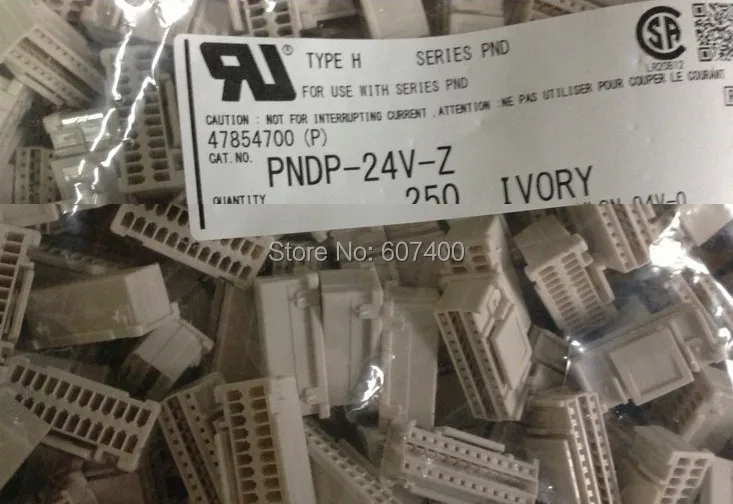 TYPE H SERIES PND
FOR USE WITH SERIES PND
CAUTION : NOT FOR INTERRUPTING CURRENT. ATTENTION :NE PAS UTILISER POUR COUPER LE COURANT
47854700 (P)
CAT.NO. PNDP-24V-Z
QUANTITY 250 IVORY
Store No: 607400